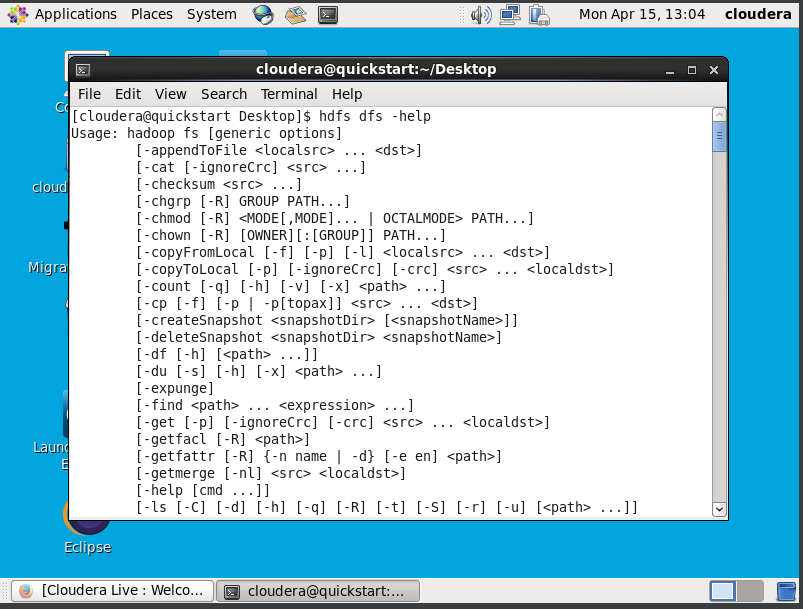 Applications Places System Mon Apr 15, 13:04 cloudera
cloudera@quickstart:~/Desktop
File Edit View Search Terminal Help
[cloudera@quickstart Desktop]$ hdfs dfs -help
Usage: hadoop fs [generic options]
[-appendToFile <localsrc> ... <dst>]
[-cat [-ignoreCrc] <src> ...]
[-checksum <src> ...]
[-chgrp [-R] GROUP PATH...]
[-chmod [-R] <MODE[,MODE]... | OCTALMODE> PATH...]
[-chown [-R] [OWNER][:[GROUP]] PATH...]
[-copyFromLocal [-f] [-p] [-l] <localsrc> ... <dst>]
[-copyToLocal [-p] [-ignoreCrc] [-crc] <src> ... <localdst>]
[-count [-q] [-h] [-v] [-x] <path> ...]
[-cp [-f] [-p | -p[topax]] <src> ... <dst>]
[-createSnapshot <snapshotDir> [<snapshotName>]]
[-deleteSnapshot <snapshotDir> <snapshotName>]
[-df [-h] [<path> ...]]
[-du [-s] [-h] [-x] <path> ...]
[-expunge]
[-find <path> ... <expression> ...]
[-get [-p] [-ignoreCrc] [-crc] <src> ... <localdst>]
[-getfacl [-R] <path>]
[-getfattr [-R] {-n name | -d} [-e en] <path>]
[-getmerge [-nl] <src> <localdst>]
[-help [cmd ...]]
[-ls [-C] [-d] [-h] [-q] [-R] [-t] [-S] [-r] [-u] [<path> ...]]
Co
cloud
Migra
Laun
E
Eclipse
[Cloudera Live : Welco...
cloudera@quickstart:...